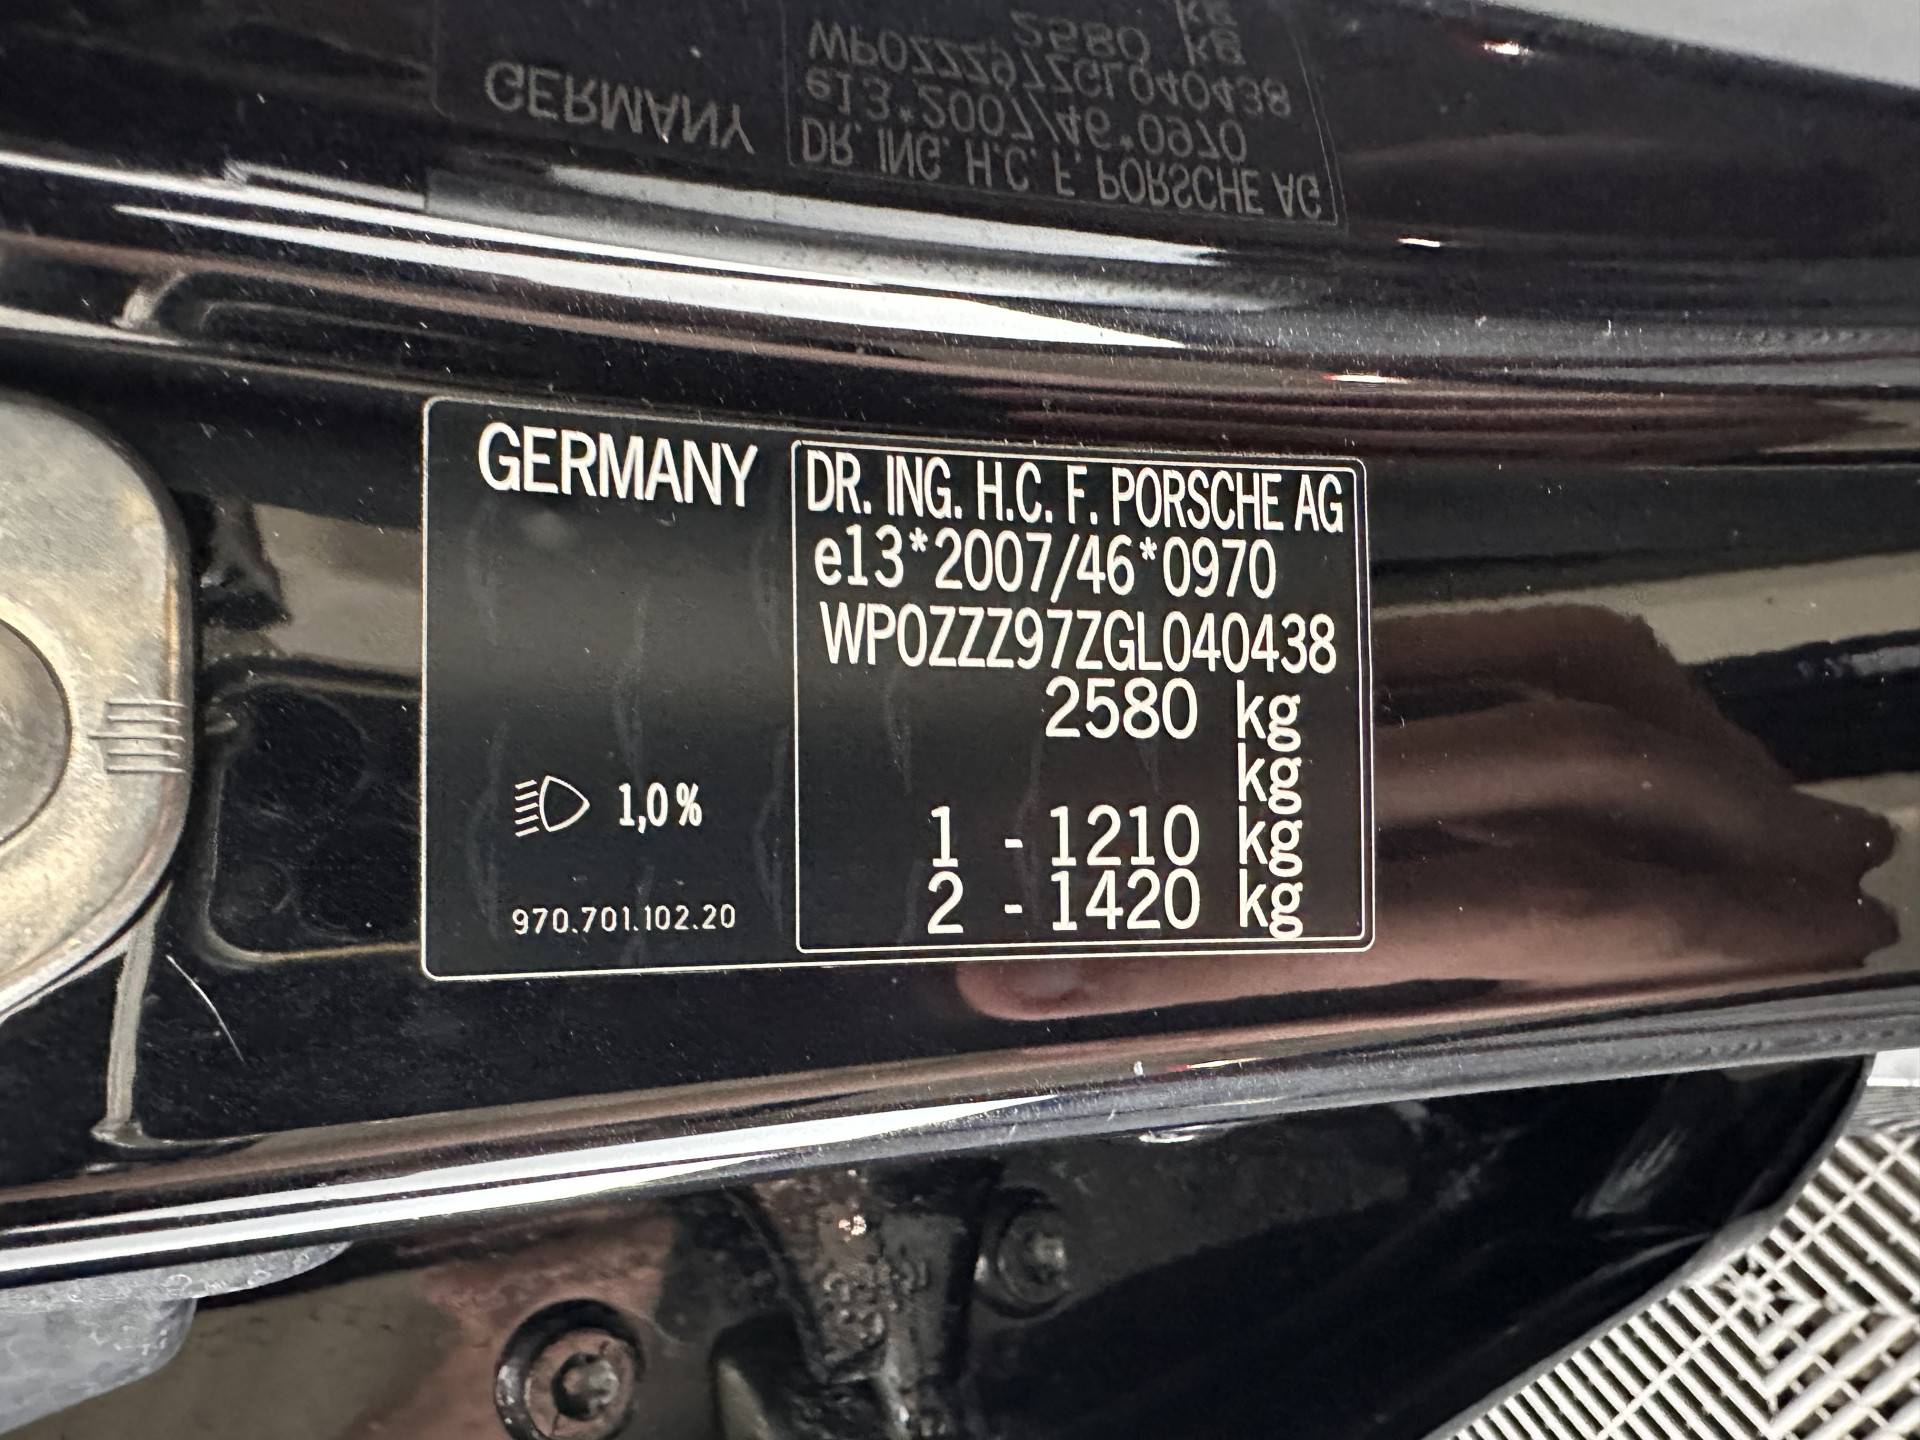 GERMANY
DR. ING. H.C. F. PORSCHE AG
e13*2007/46*0970
WP0ZZZ97ZGL040438
2580 kg
kg
1 - 1210 kg
2 - 1420 kg
1,0%
970.701.102.20